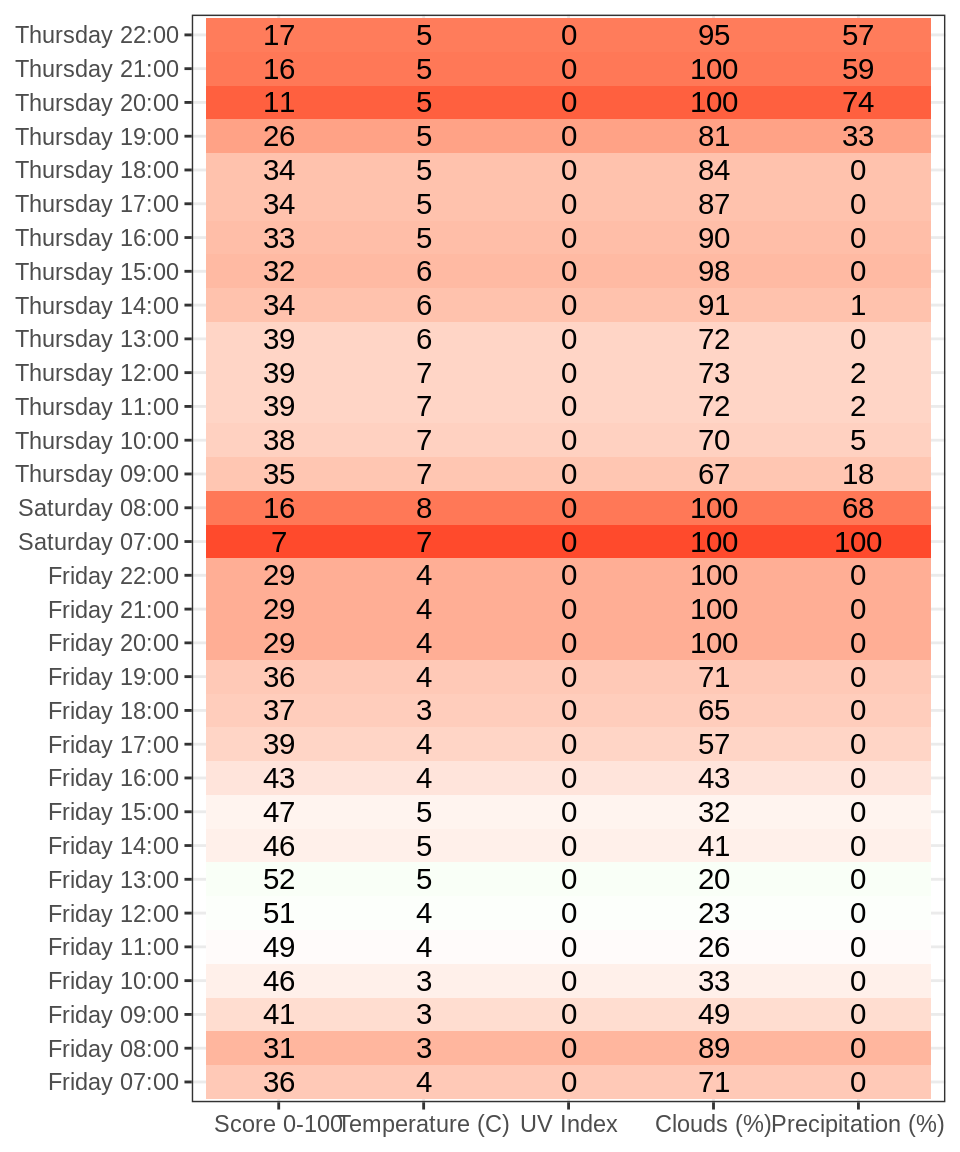 Thursday 22:00 17 5 0 95 57
Thursday 21:00 16 5 0 100 59
Thursday 20:00 11 5 0 100 74
Thursday 19:00 26 5 0 81 33
Thursday 18:00 34 5 0 84 0
Thursday 17:00 34 5 0 87 0
Thursday 16:00 33 5 0 90 0
Thursday 15:00 32 6 0 98 0
Thursday 14:00 34 6 0 91 1
Thursday 13:00 39 6 0 72 0
Thursday 12:00 39 7 0 73 2
Thursday 11:00 39 7 0 72 2
Thursday 10:00 38 7 0 70 5
Thursday 09:00 35 7 0 67 18
Saturday 08:00 16 8 0 100 68
Saturday 07:00 7 7 0 100 100
Friday 22:00 29 4 0 100 0
Friday 21:00 29 4 0 100 0
Friday 20:00 29 4 0 100 0
Friday 19:00 36 4 0 71 0
Friday 18:00 37 3 0 65 0
Friday 17:00 39 4 0 57 0
Friday 16:00 43 4 0 43 0
Friday 15:00 47 5 0 32 0
Friday 14:00 46 5 0 41 0
Friday 13:00 52 5 0 20 0
Friday 12:00 51 4 0 23 0
Friday 11:00 49 4 0 26 0
Friday 10:00 46 3 0 33 0
Friday 09:00 41 3 0 49 0
Friday 08:00 31 3 0 89 0
Friday 07:00 36 4 0 71 0
Score 0-100 Temperature (C) UV Index Clouds (%) Precipitation (%)